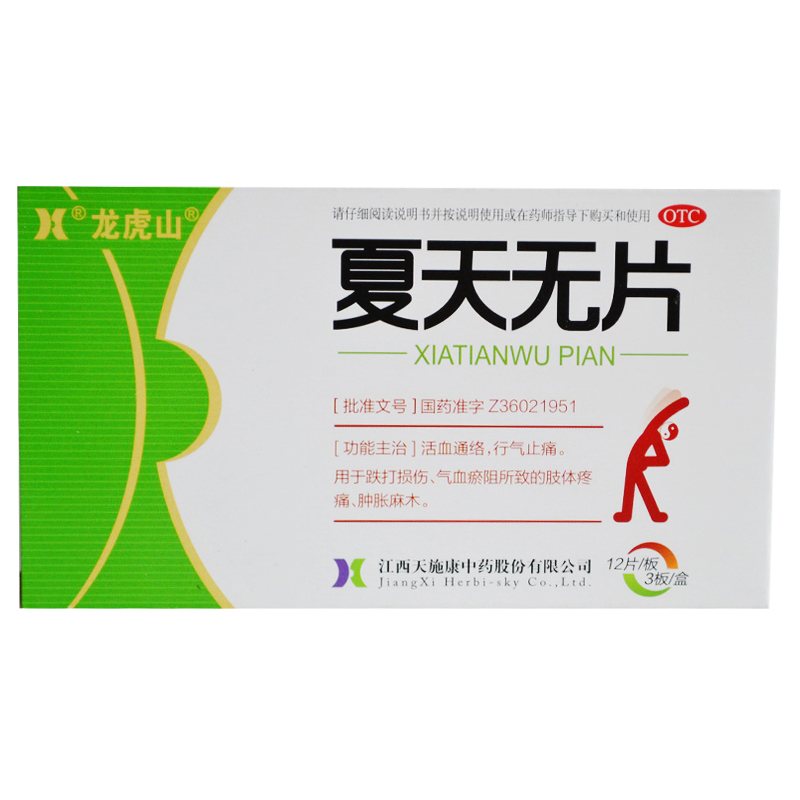 龙虎山
请仔细阅读说明书并按说明使用或在药师指导下购买和使用 OTC
夏天无片
XIATIANWU PIAN
[批准文号]国药准字 Z36021951
[功能主治]活血通络,行气止痛。
用于跌打损伤、气血瘀阻所致的肢体疼
痛、肿胀麻木。
江西天施康中药股份有限公司
JiangXi Herbi-sky Co.,Ltd.
12片/板
3板/盒